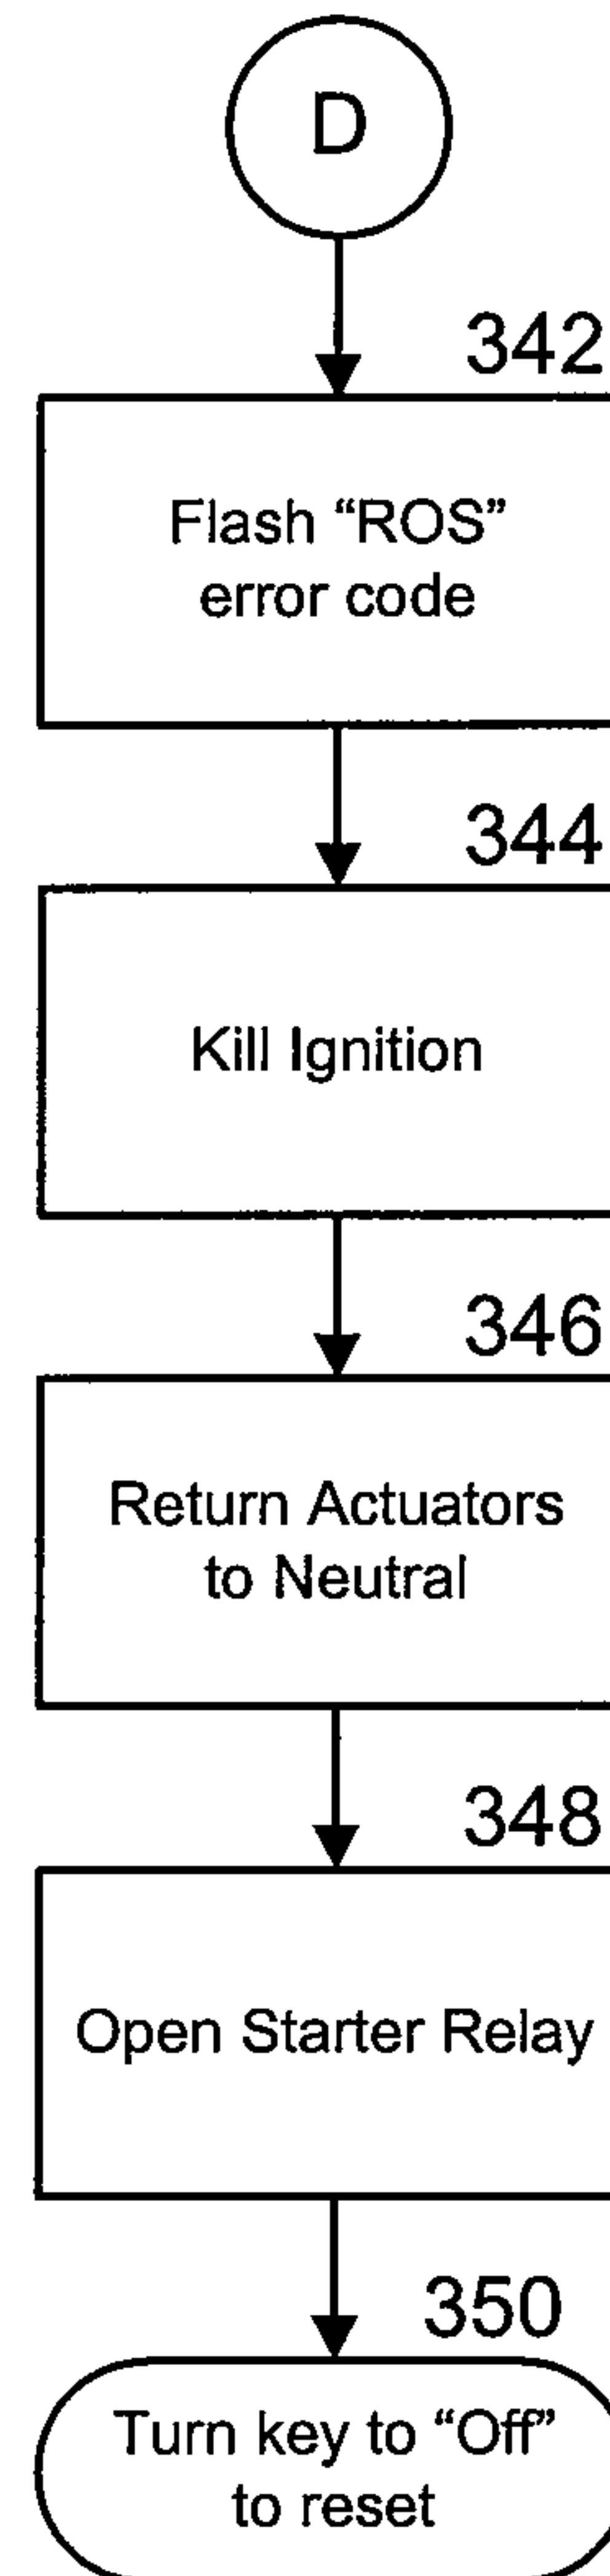 D
342
Flash “ROS”
error code
344
Kill Ignition
346
Return Actuators
to Neutral
348
Open Starter Relay
350
Turn key to “Off”
to reset